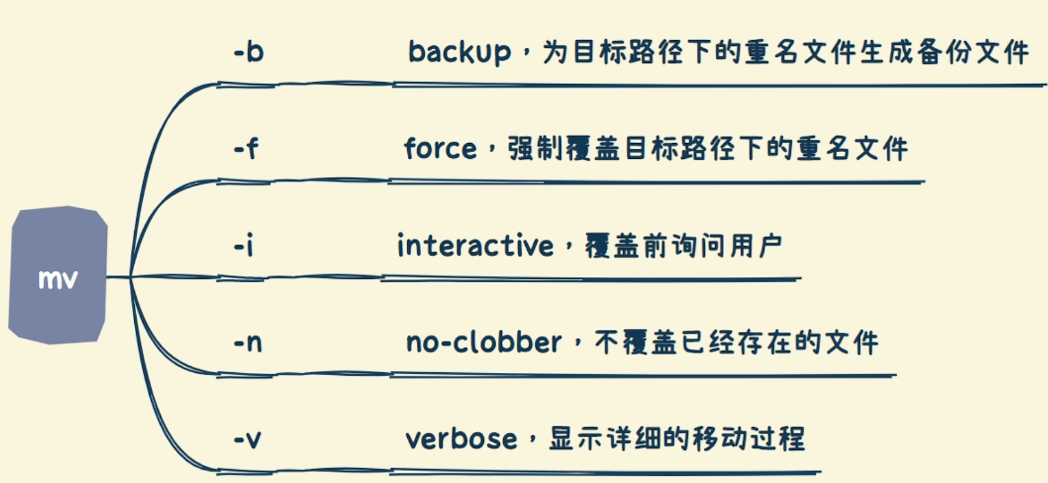 mv
-b backup，为目标路径下的重名文件生成备份文件
-f force，强制覆盖目标路径下的重名文件
-i interactive，覆盖前询问用户
-n no-clobber，不覆盖已经存在的文件
-v verbose，显示详细的移动过程